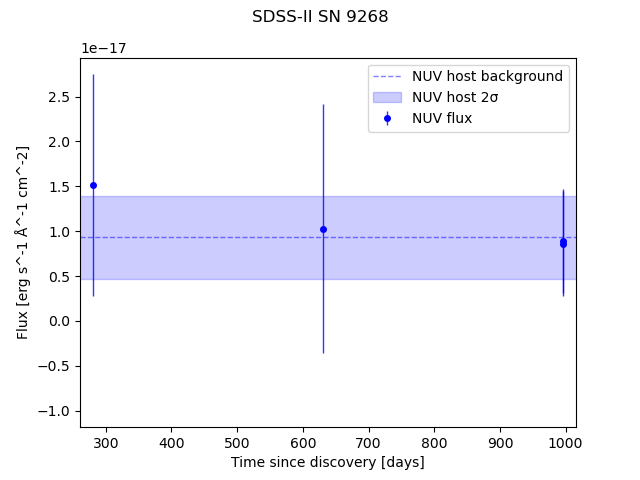 SDSS-II SN 9268
1e−17
NUV host background
NUV host 2σ
NUV flux
2.5
2.0
1.5
1.0
0.5
0.0
−0.5
−1.0
Flux [erg s^-1 Å^-1 cm^-2]
300 400 500 600 700 800 900 1000
Time since discovery [days]